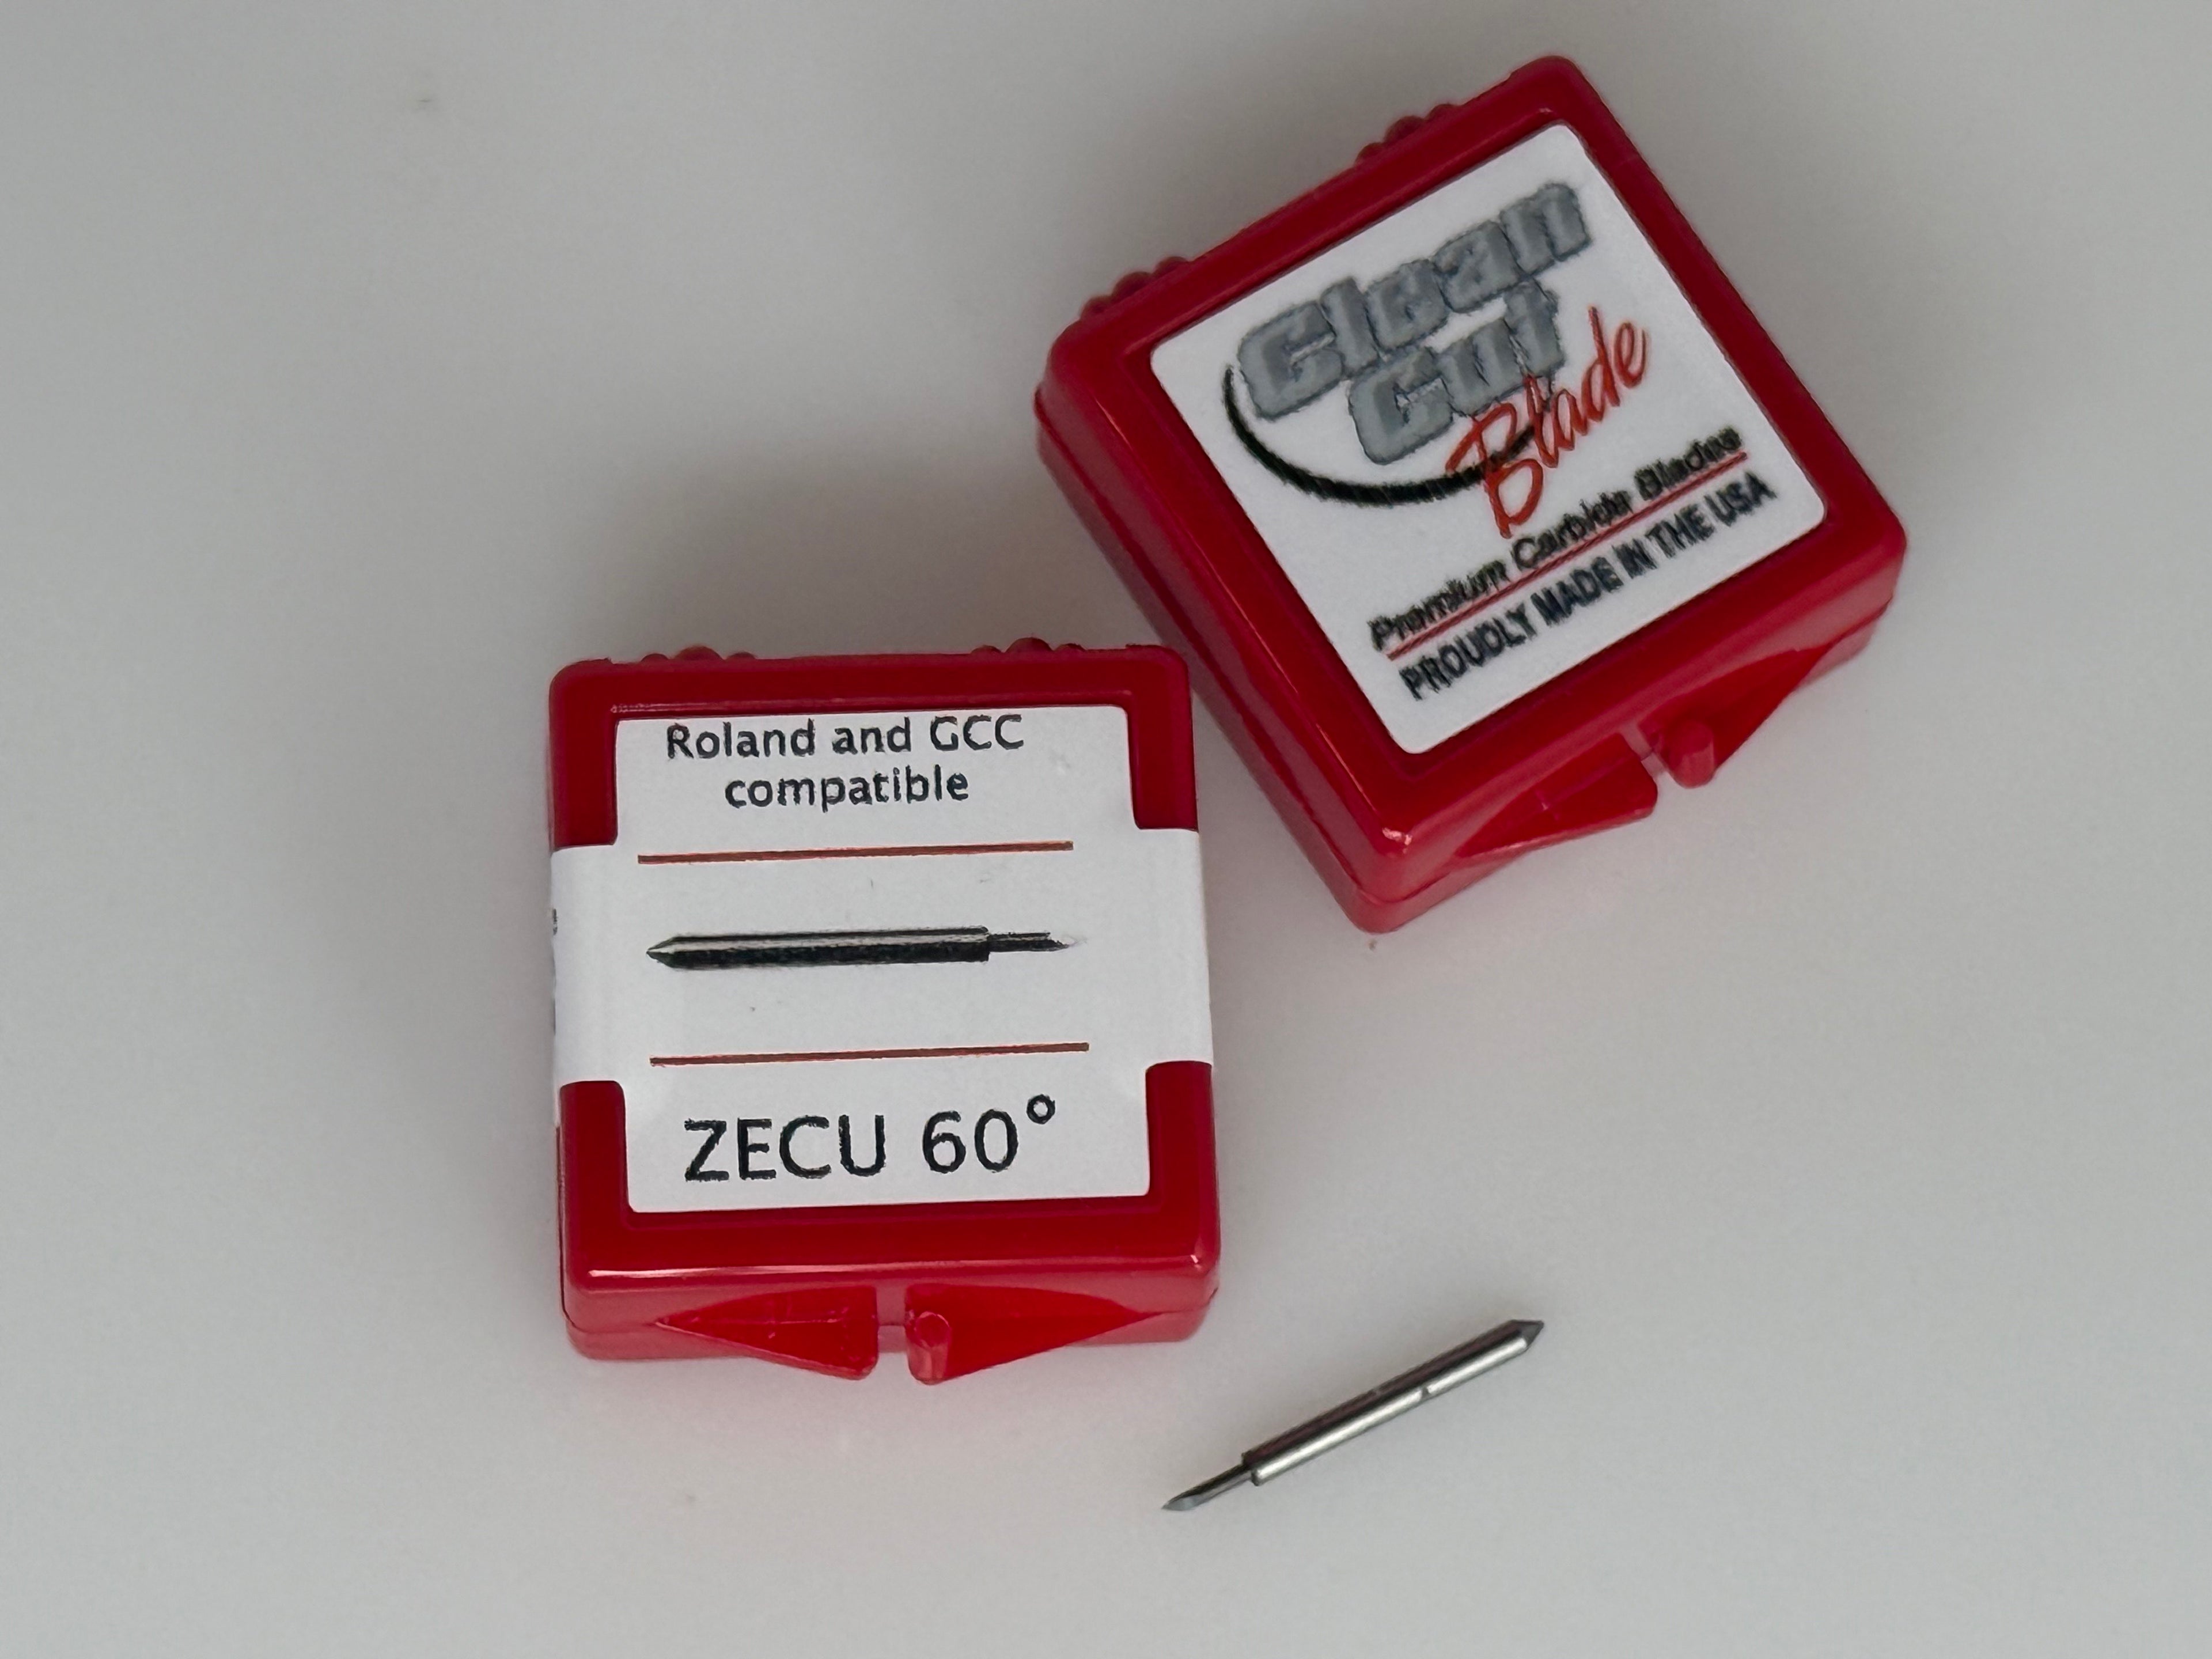 Clean
Cut
Blade
Premium Carbide Blades
PROUDLY MADE IN THE USA
Roland and GCC
compatible
ZECU 60°